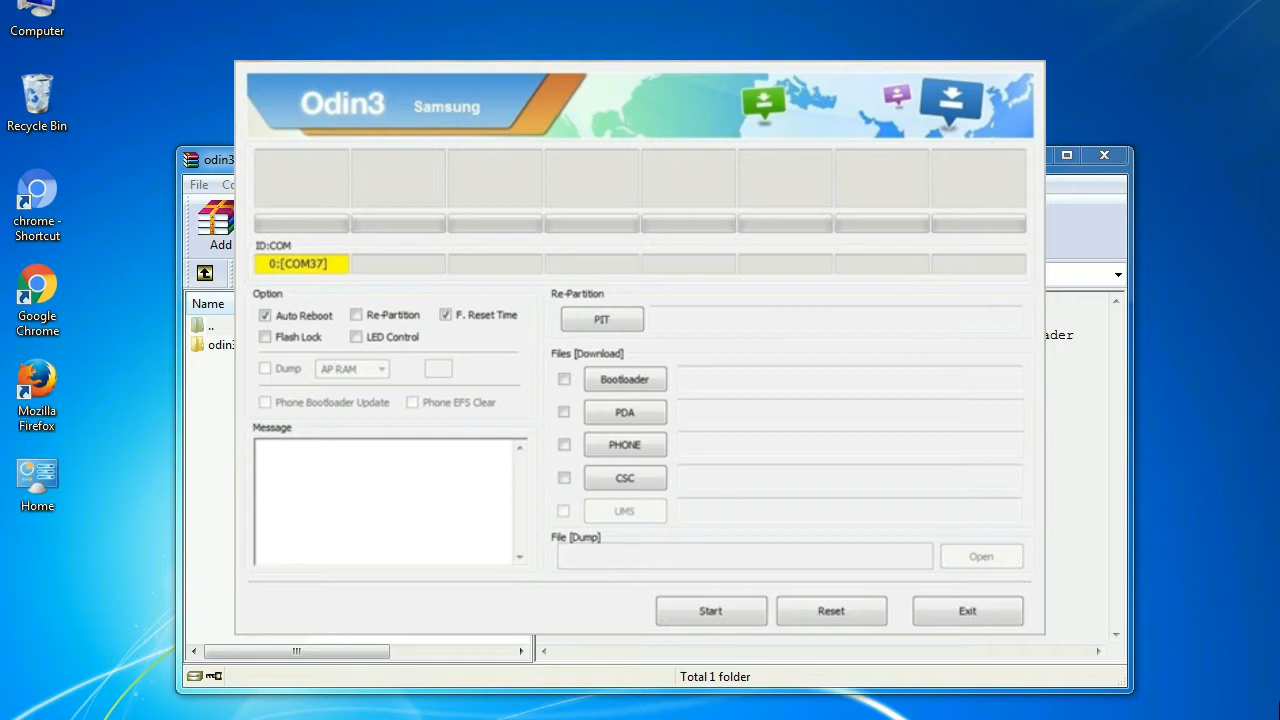 Computer
Recycle Bin
chrome -
Shortcut
Google
Chrome
Mozilla
Firefox
Home
odin3
File Co
Add
Name
..
odin3
ader
Total 1 folder
Odin3 Samsung
ID:COM
0:[COM37]
Option
Auto Reboot Re-Partition F. Reset Time
Flash Lock LED Control
Dump AP RAM
Phone Bootloader Update Phone EFS Clear
Message
Re-Partition
PIT
Files [Download]
Bootloader
PDA
PHONE
CSC
UMS
File [Dump]
Open
Start Reset Exit